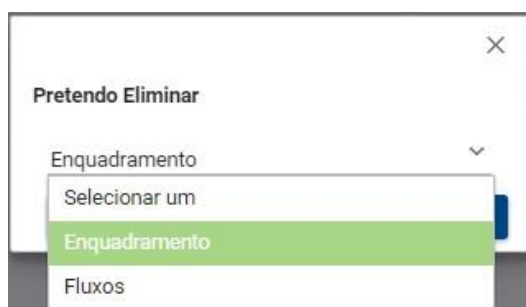 Pretendo Eliminar
Enquadramento
Selecionar um
Enquadramento
Fluxos